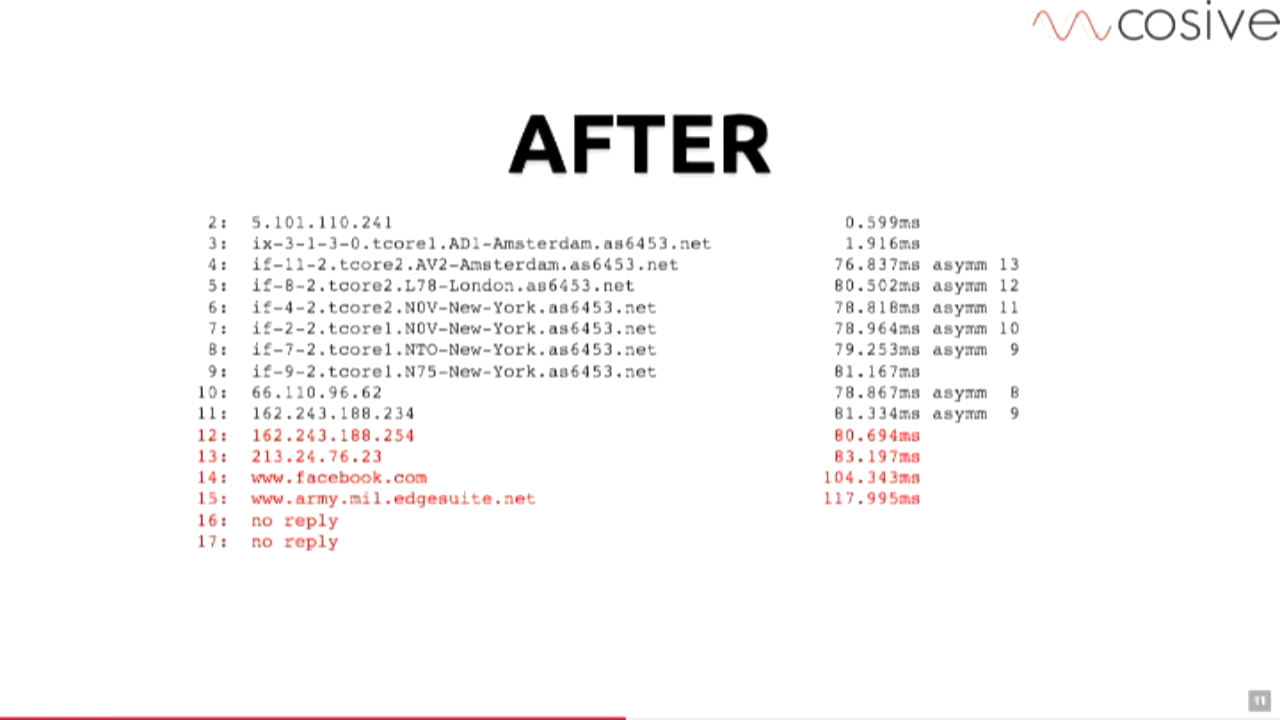 cosive
AFTER
2: 5.101.110.241 0.599ms
3: ix-3-1-3-0.tcore1.AD1-Amsterdam.as6453.net 1.916ms
4: if-11-2.tcore2.AV2-Amsterdam.as6453.net 76.837ms asymm 13
5: if-8-2.tcore2.L78-London.as6453.net 80.502ms asymm 12
6: if-4-2.tcore2.N0V-New-York.as6453.net 78.818ms asymm 11
7: if-2-2.tcore1.N0V-New-York.as6453.net 78.964ms asymm 10
8: if-7-2.tcore1.NTO-New-York.as6453.net 79.253ms asymm 9
9: if-9-2.tcore1.N75-New-York.as6453.net 81.167ms
10: 66.110.96.62 78.867ms asymm 8
11: 162.243.188.234 81.334ms asymm 9
12: 162.243.188.254 80.694ms
13: 213.24.76.23 83.197ms
14: www.facebook.com 104.343ms
15: www.army.mil.edgesuite.net 117.995ms
16: no reply
17: no reply
11